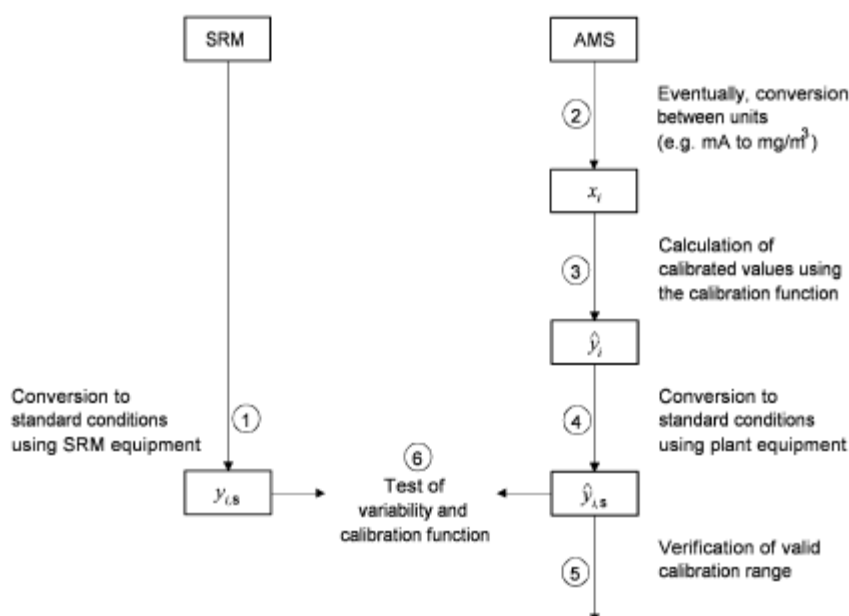 SRM
AMS
②
Eventually, conversion
between units
(e.g. mA to mg/m³)
xᵢ
③
Calculation of
calibrated values using
the calibration function
ŷᵢ
Conversion to
standard conditions
using SRM equipment
①
④
Conversion to
standard conditions
using plant equipment
yᵢ,ₛ
⑥
Test of
variability and
calibration function
ŷᵢ,ₛ
⑤
Verification of valid
calibration range